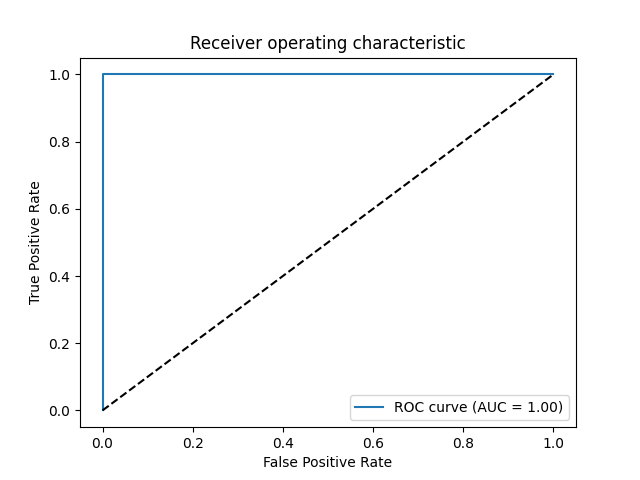 Receiver operating characteristic
True Positive Rate
1.0
0.8
0.6
0.4
0.2
0.0
ROC curve (AUC = 1.00)
0.0 0.2 0.4 0.6 0.8 1.0
False Positive Rate